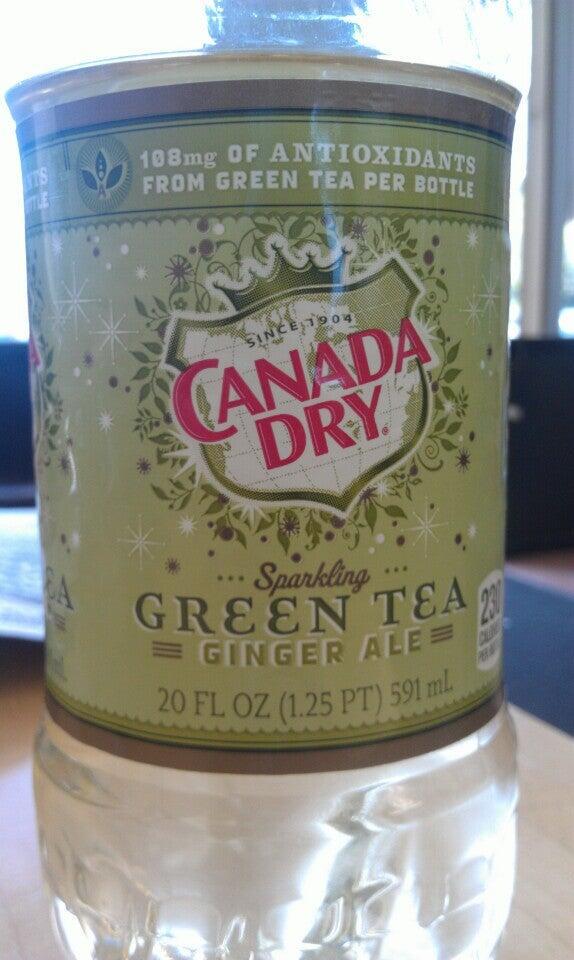 108mg OF ANTIOXIDANTS
FROM GREEN TEA PER BOTTLE
SINCE 1904
CANADA
DRY®
Sparkling
GREEN TEA
GINGER ALE
230
20 FL OZ (1.25 PT) 591 mL